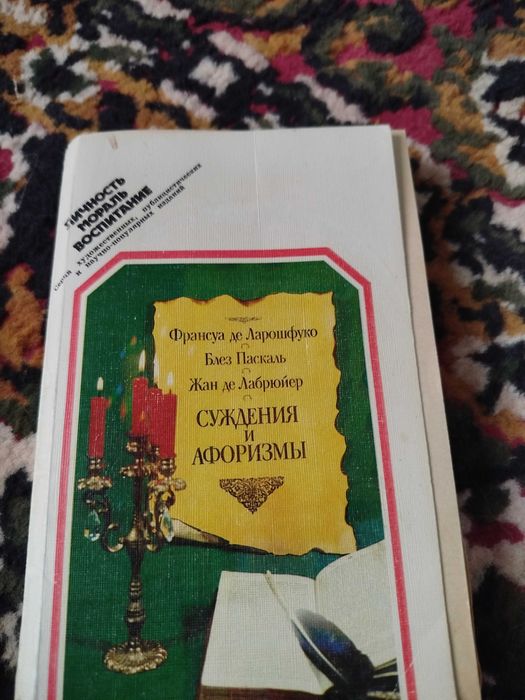 ЛИЧНОСТЬ
МОРАЛЬ
ВОСПИТАНИЕ
Серия художественных, публицистических
и научно-популярных изданий
Франсуа де Ларошфуко
Блез Паскаль
Жан де Лабрюйер
СУЖДЕНИЯ
И
АФОРИЗМЫ